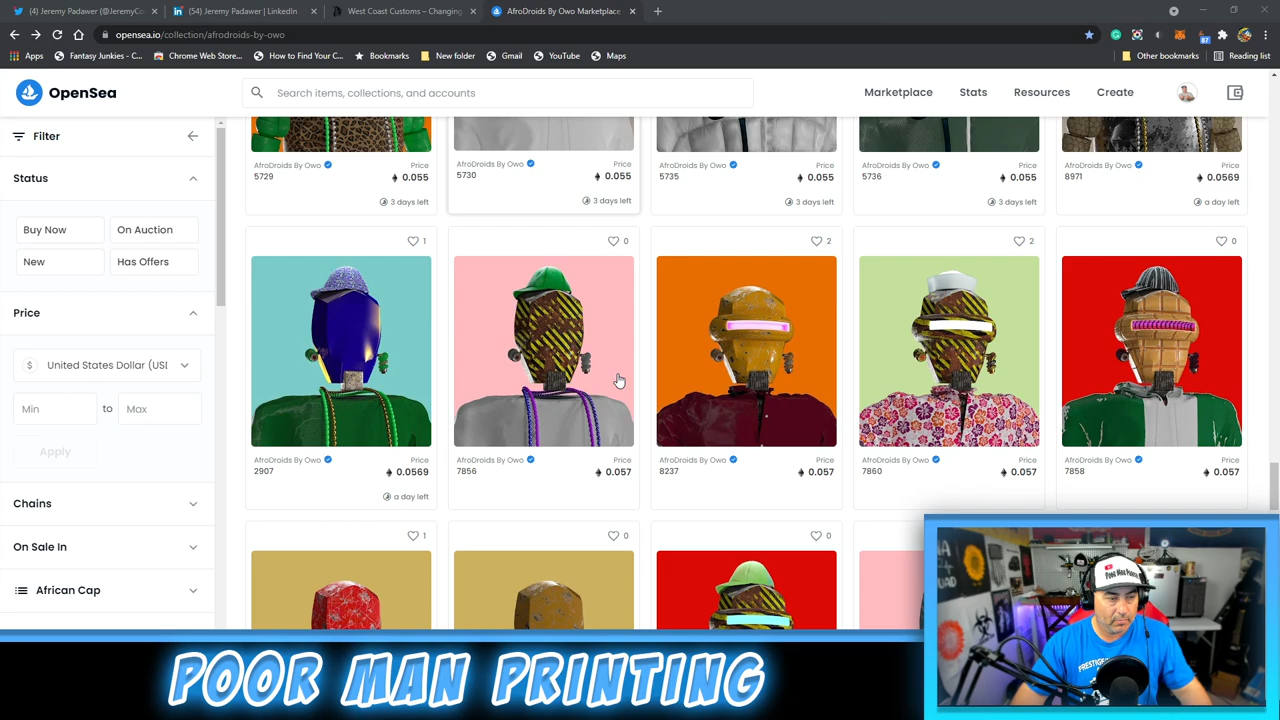 (4) Jeremy Padawer (@JeremyCo
(54) Jeremy Padawer | LinkedIn
West Coast Customs – Changing
AfroDroids By Owo Marketplace
opensea.io/collection/afrodroids-by-owo
87
Apps
Fantasy Junkies - C...
Chrome Web Store...
How to Find Your C...
Bookmarks
New folder
Gmail
YouTube
Maps
Other bookmarks
Reading list
OpenSea
Search items, collections, and accounts
Marketplace
Stats
Resources
Create
Filter
Status
Buy Now
On Auction
New
Has Offers
Price
$ United States Dollar (USD
Min to Max
Apply
Chains
On Sale In
African Cap
AfroDroids By Owo Price
5729 0.055
3 days left
AfroDroids By Owo Price
5730 0.055
3 days left
AfroDroids By Owo Price
5735 0.055
3 days left
AfroDroids By Owo Price
5736 0.055
3 days left
AfroDroids By Owo Price
8971 0.0569
a day left
1
0
2
2
0
AfroDroids By Owo Price
2907 0.0569
a day left
AfroDroids By Owo Price
7856 0.057
AfroDroids By Owo Price
8237 0.057
AfroDroids By Owo Price
7860 0.057
AfroDroids By Owo Price
7858 0.057
1
0
0
POOR MAN PRINTING
POOR MAN PRINTING
PRESTIGE